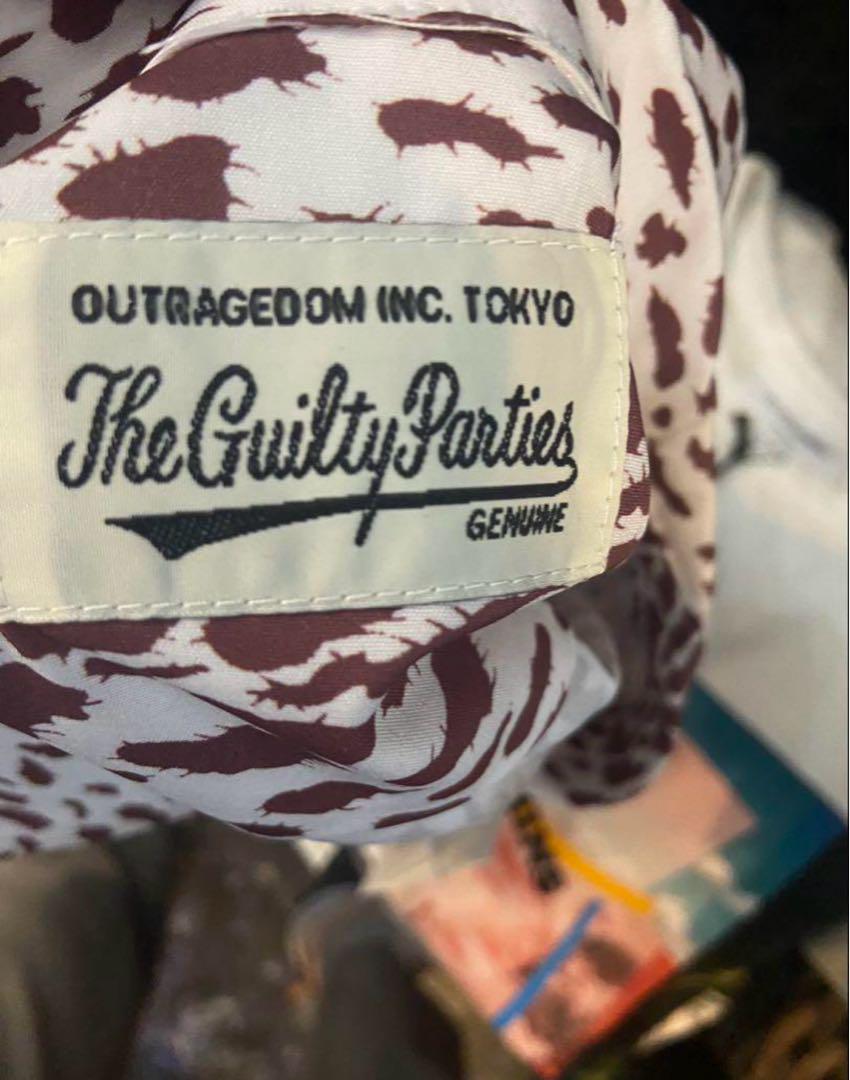 OUTRAGEDOM INC. TOKYO
The Guilty Parties
GENUINE